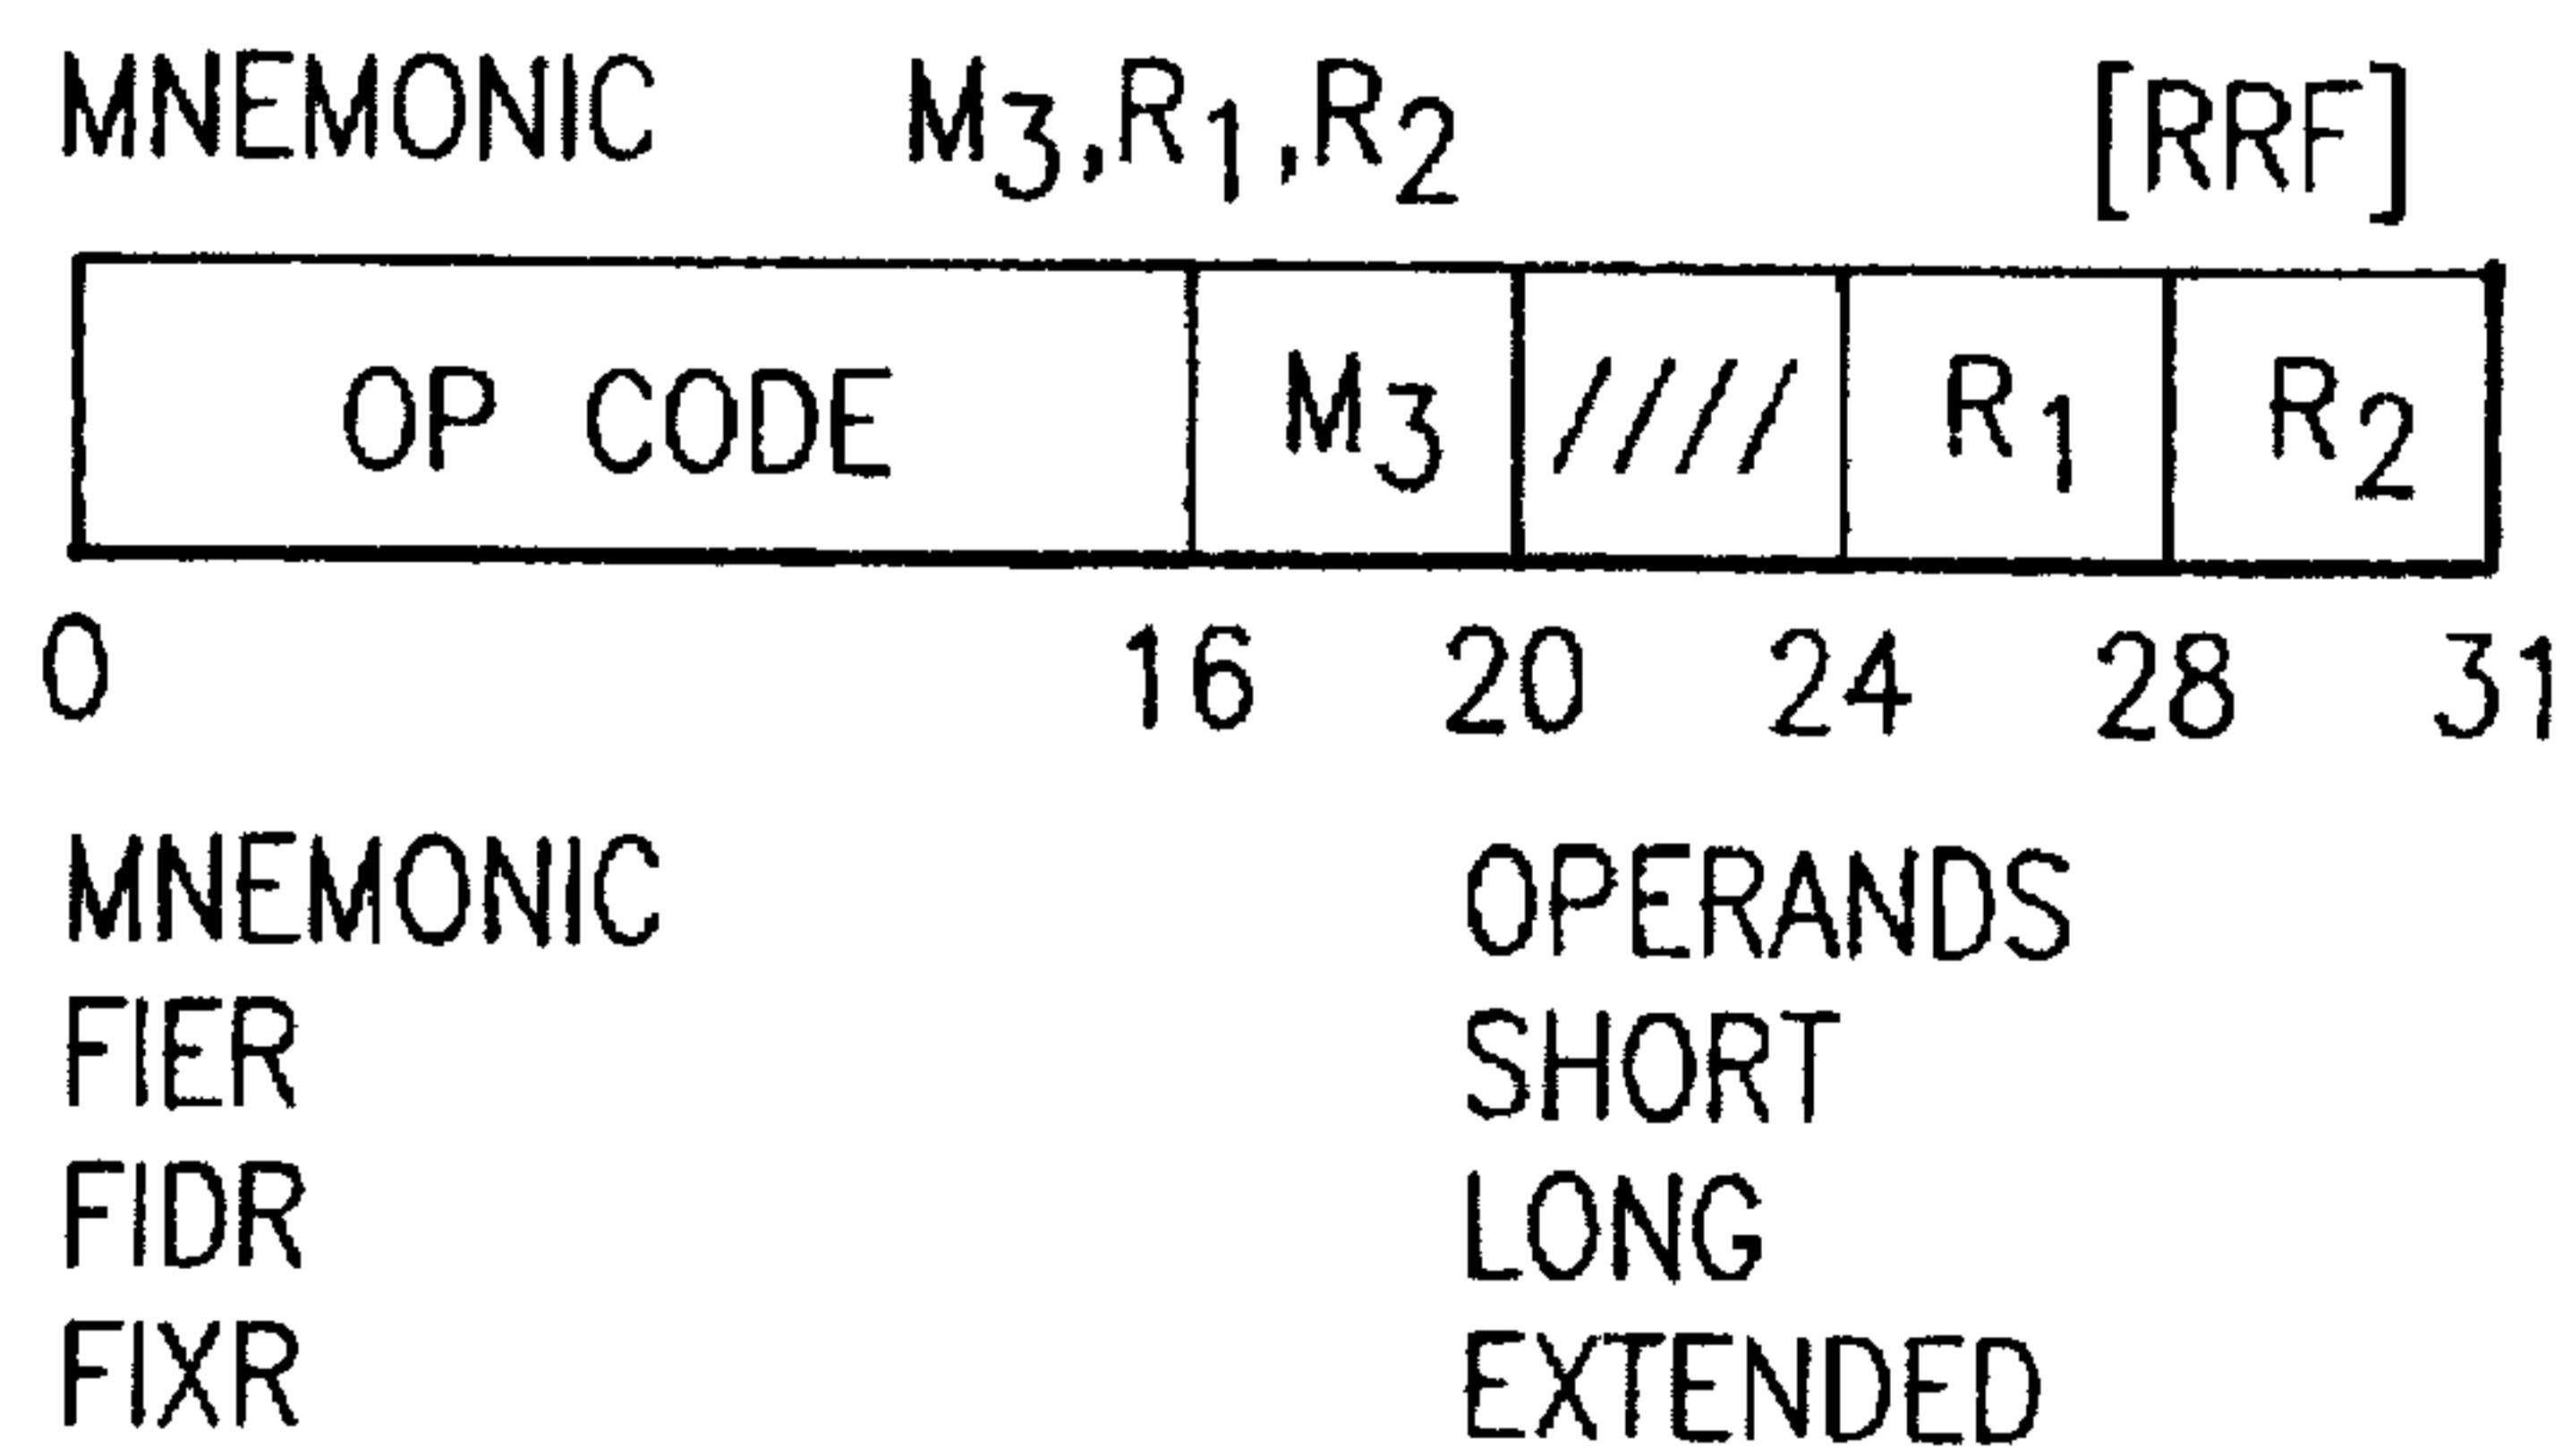 MNEMONIC M3,R1,R2 [RRF]
OP CODE M3 //// R1 R2
0 16 20 24 28 31
MNEMONIC OPERANDS
FIER SHORT
FIDR LONG
FIXR EXTENDED